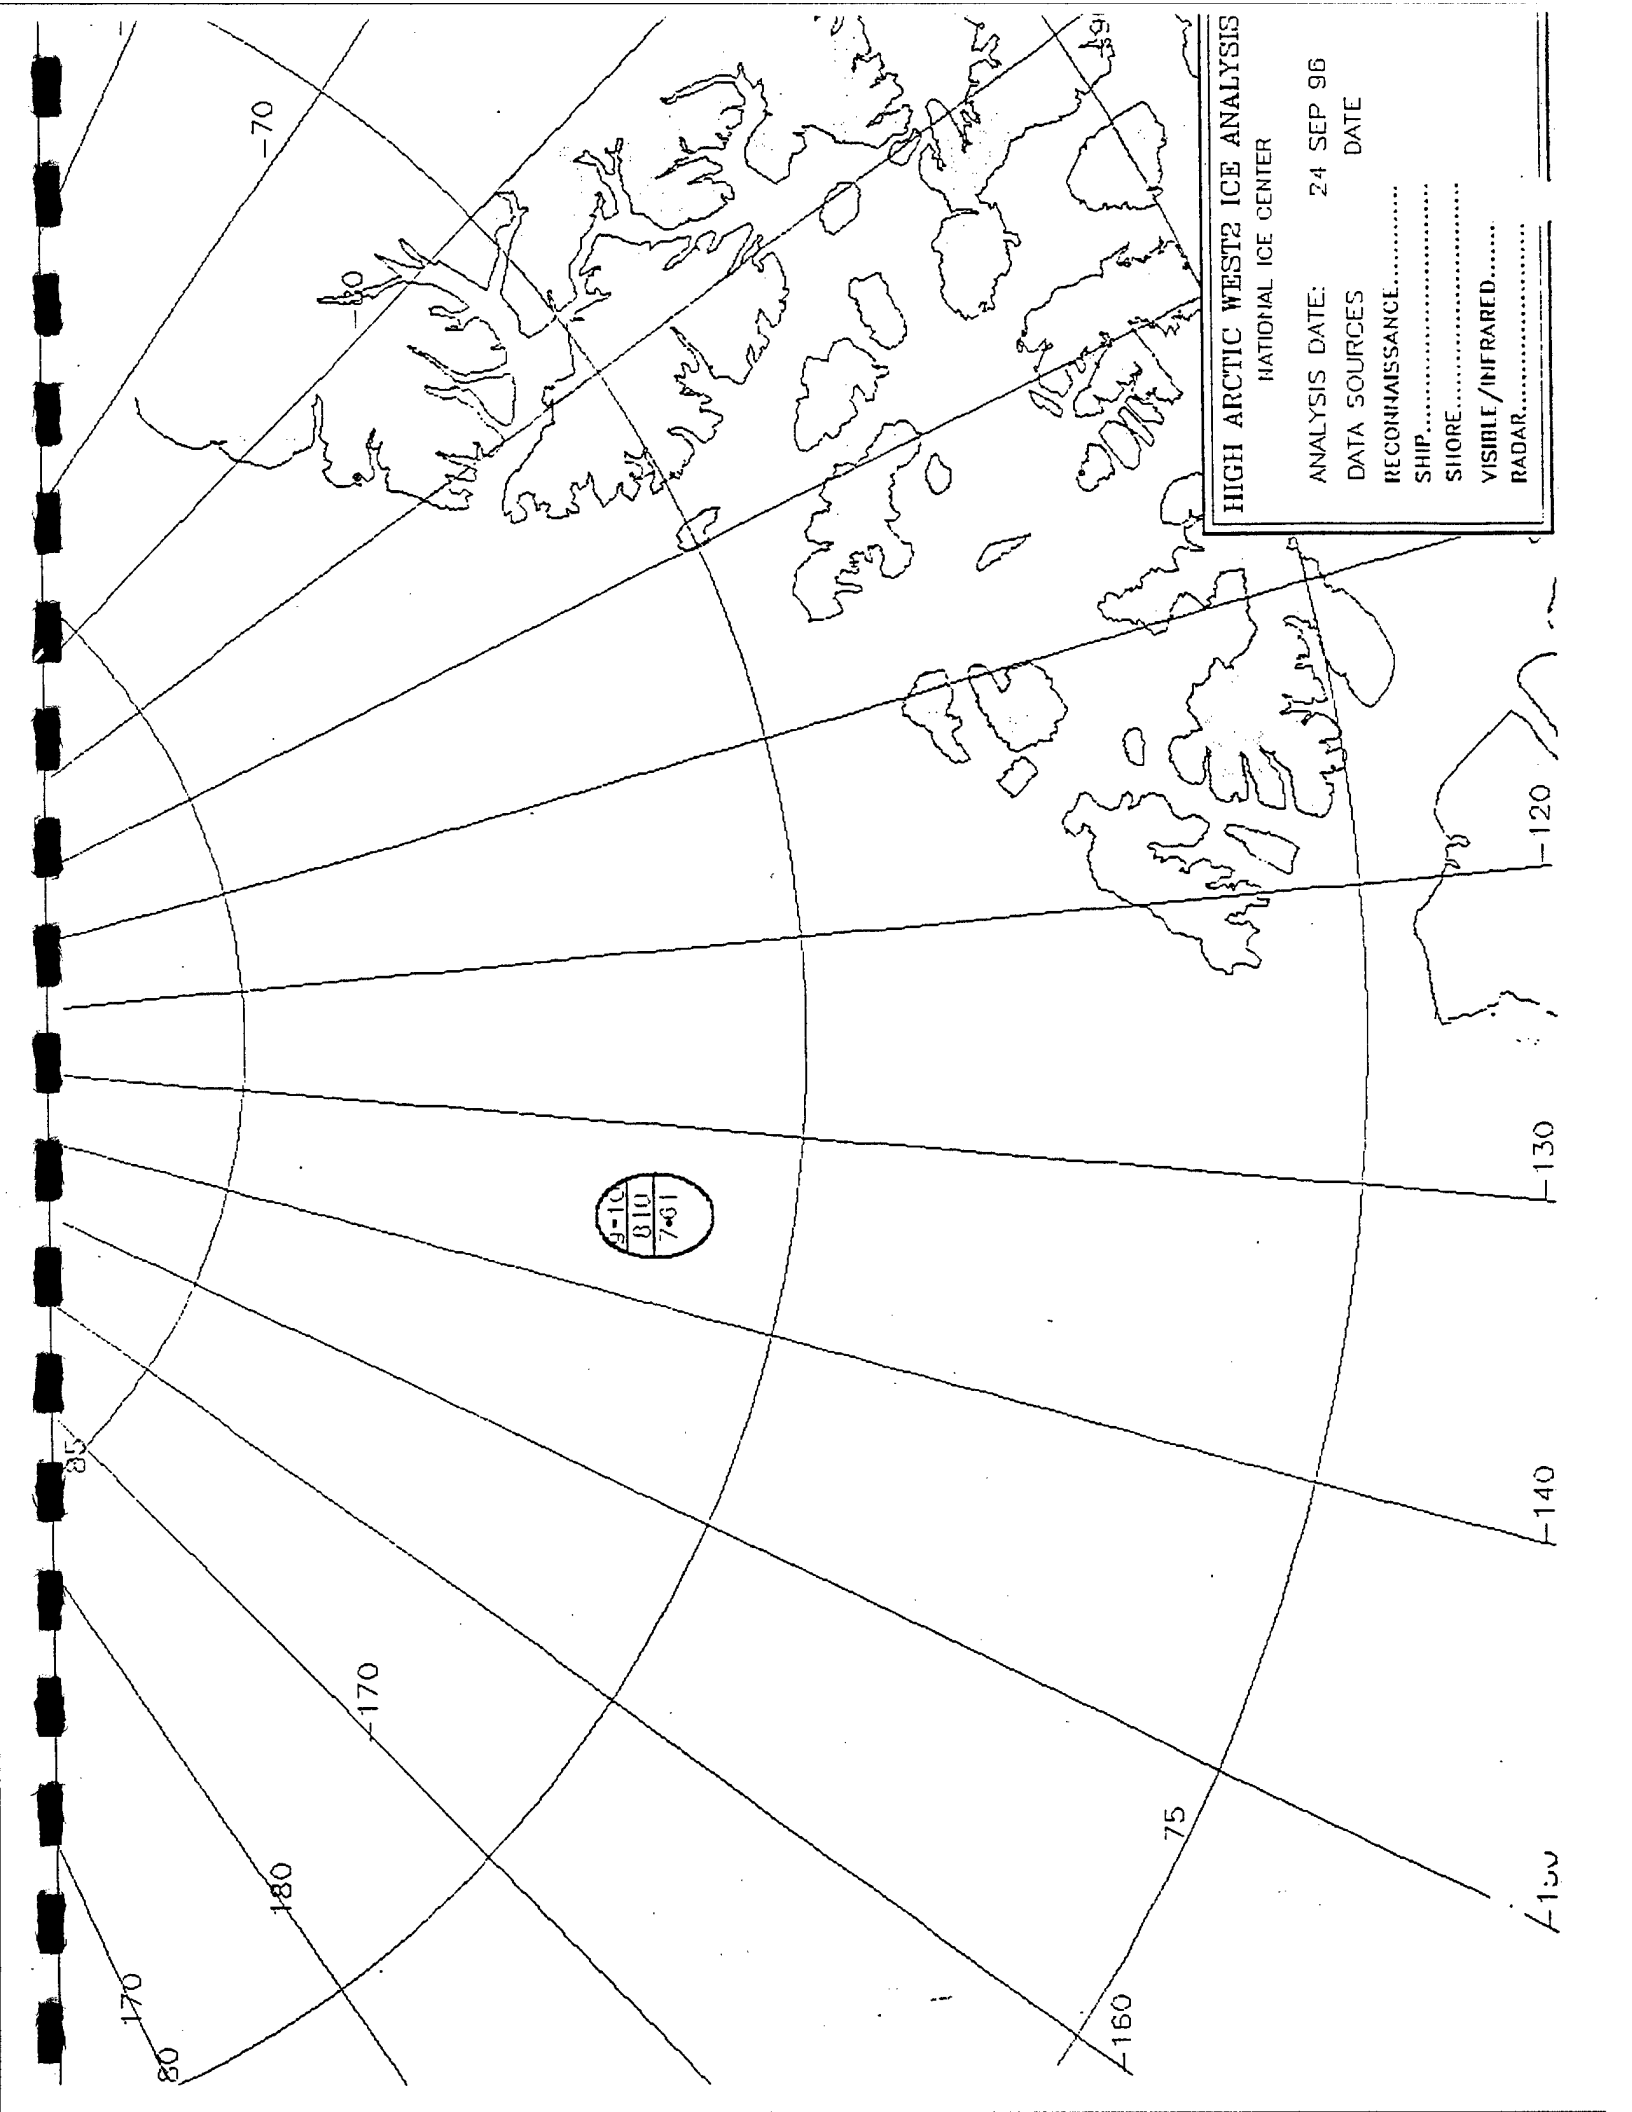 HIGH ARCTIC WEST2 ICE ANALYSIS
NATIONAL ICE CENTER
ANALYSIS DATE: 24 SEP 96
DATA SOURCES DATE
RECONNAISSANCE............
SHIP..............................
SHORE...........................
VISIBLE/INFRARED.......
RADAR..........................
-70
85
-170
180
170
80
9-10
810
7•61
75
-160
-140
-130
-120